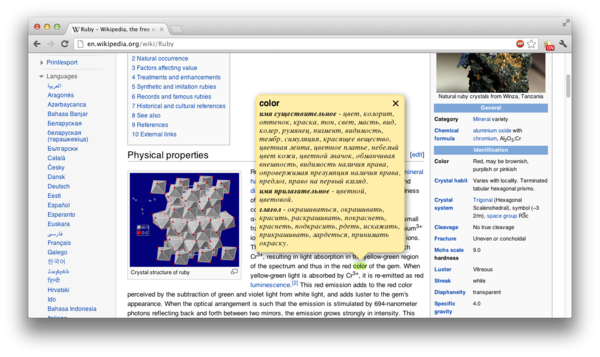 Ruby – Wikipedia, the free e
en.wikipedia.org/wiki/Ruby
Print/export
Languages
العربية
Aragonés
Azərbaycanca
Bahasa Banjar
Беларуская
беларуская
(тарашкевіца)
Български
Català
Česky
Dansk
Deutsch
Eesti
Español
Esperanto
Euskara
فارسی
Français
Galego
한국어
हिन्दी
Hrvatski
Ido
Bahasa Indonesia
2 Natural occurrence
3 Factors affecting value
4 Treatments and enhancements
5 Synthetic and imitation rubies
6 Records and famous rubies
7 Historical and cultural references
8 See also
9 References
10 External links
Physical properties
[edit]
Crystal structure of ruby
color
имя существительное - цвет, колорит,
оттенок, краска, тон, свет, масть, вид,
колер, румянец, пигмент, видимость,
тембр, симуляция, красящее вещество,
цветная лента, цветное платье, небелый
цвет кожи, цветной значок, обманчивая
внешность, видимость наличия права,
опровержимая презумпция наличия права,
предлог, право на первый взгляд.
имя прилагательное - цветной,
цветовой.
глагол - окрашиваться, окрашивать,
красить, раскрашивать, покраснеть,
краснеть, подкрасить, рдеть, искажать,
прикрашивать, зардеться, принимать
окраску.
mineral
small
ium³⁺
ions.
Cr³⁺, resulting in light absorption in the yellow-green region
of the spectrum and thus in the red color of the gem. When
yellow-green light is absorbed by Cr³⁺, it is re-emitted as red
luminescence.[2] This red emission adds to the red color
perceived by the subtraction of green and violet light from white light, and adds luster to the gem's
appearance. When the optical arrangement is such that the emission is stimulated by 694-nanometer
photons reflecting back and forth between two mirrors, the emission grows strongly in intensity. This
Natural ruby crystals from Winza, Tanzania
General
Category Mineral variety
Chemical formula aluminium oxide with
chromium, Al₂O₃:Cr
Identification
Color Red, may be brownish,
purplish or pinkish
Crystal habit Varies with locality. Terminated
tabular hexagonal prisms.
Crystal system Trigonal (Hexagonal
Scalenohedral), symbol (−3
2/m), space group R3̄c
Cleavage No true cleavage
Fracture Uneven or conchoidal
Mohs scale hardness 9.0
Luster Vitreous
Streak white
Diaphaneity transparent
Specific gravity 4.0